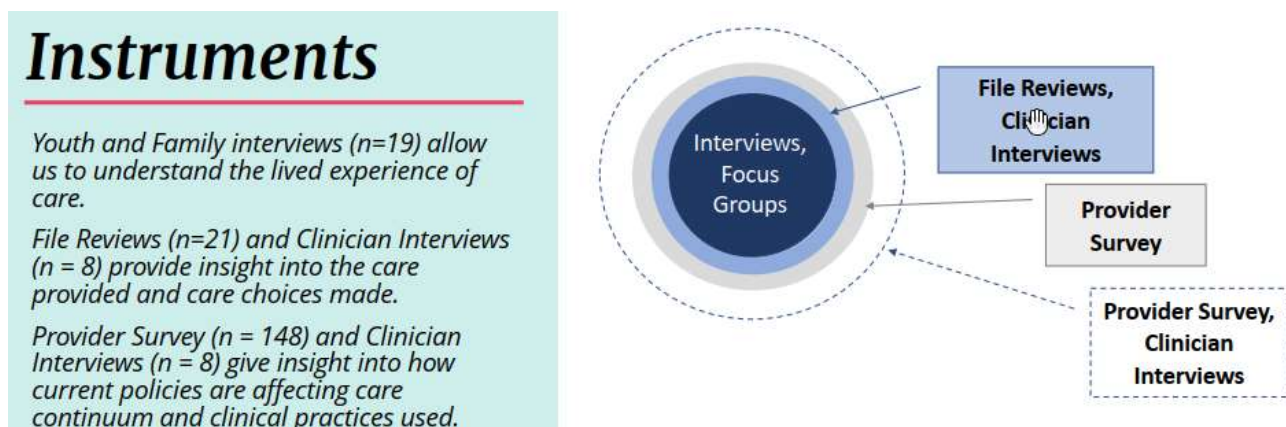 Instruments
Youth and Family interviews (n=19) allow
us to understand the lived experience of
care.
File Reviews (n=21) and Clinician Interviews
(n = 8) provide insight into the care
provided and care choices made.
Provider Survey (n = 148) and Clinician
Interviews (n = 8) give insight into how
current policies are affecting care
continuum and clinical practices used.
Interviews,
Focus
Groups
File Reviews,
Clinician
Interviews
Provider
Survey
Provider Survey,
Clinician
Interviews